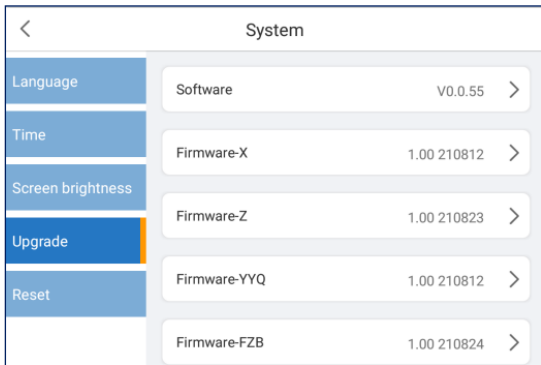 System
Language
Time
Screen brightness
Upgrade
Reset
Software V0.0.55
Firmware-X 1.00 210812
Firmware-Z 1.00 210823
Firmware-YYQ 1.00 210812
Firmware-FZB 1.00 210824